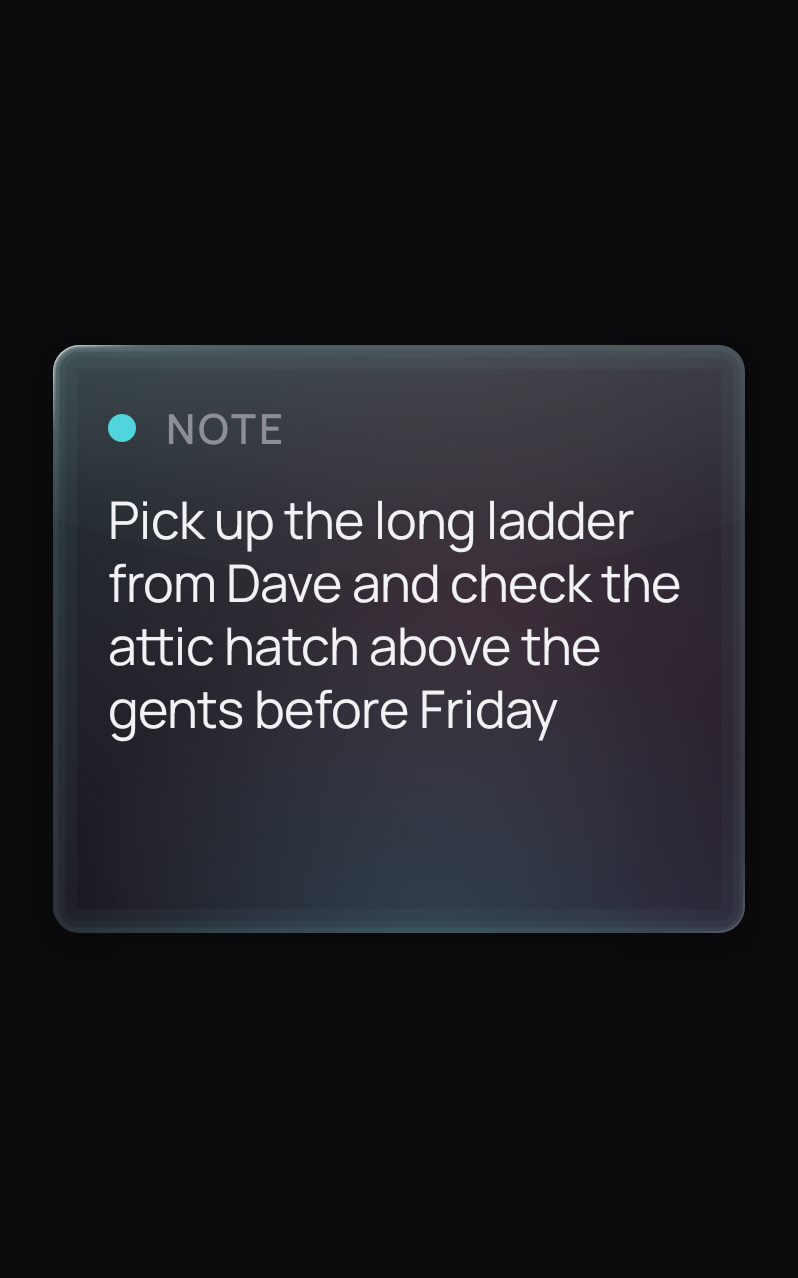 NOTE
Pick up the long ladder
from Dave and check the
attic hatch above the
gents before Friday